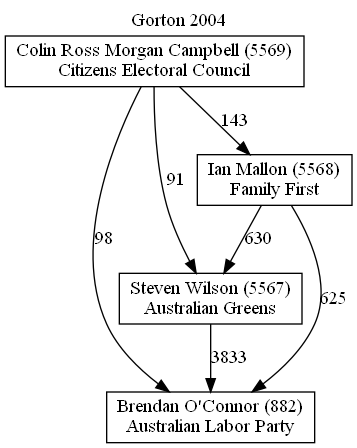 Gorton 2004
Colin Ross Morgan Campbell (5569)
Citizens Electoral Council
143
Ian Mallon (5568)
Family First
91
98
630
Steven Wilson (5567)
Australian Greens
625
3833
Brendan O'Connor (882)
Australian Labor Party